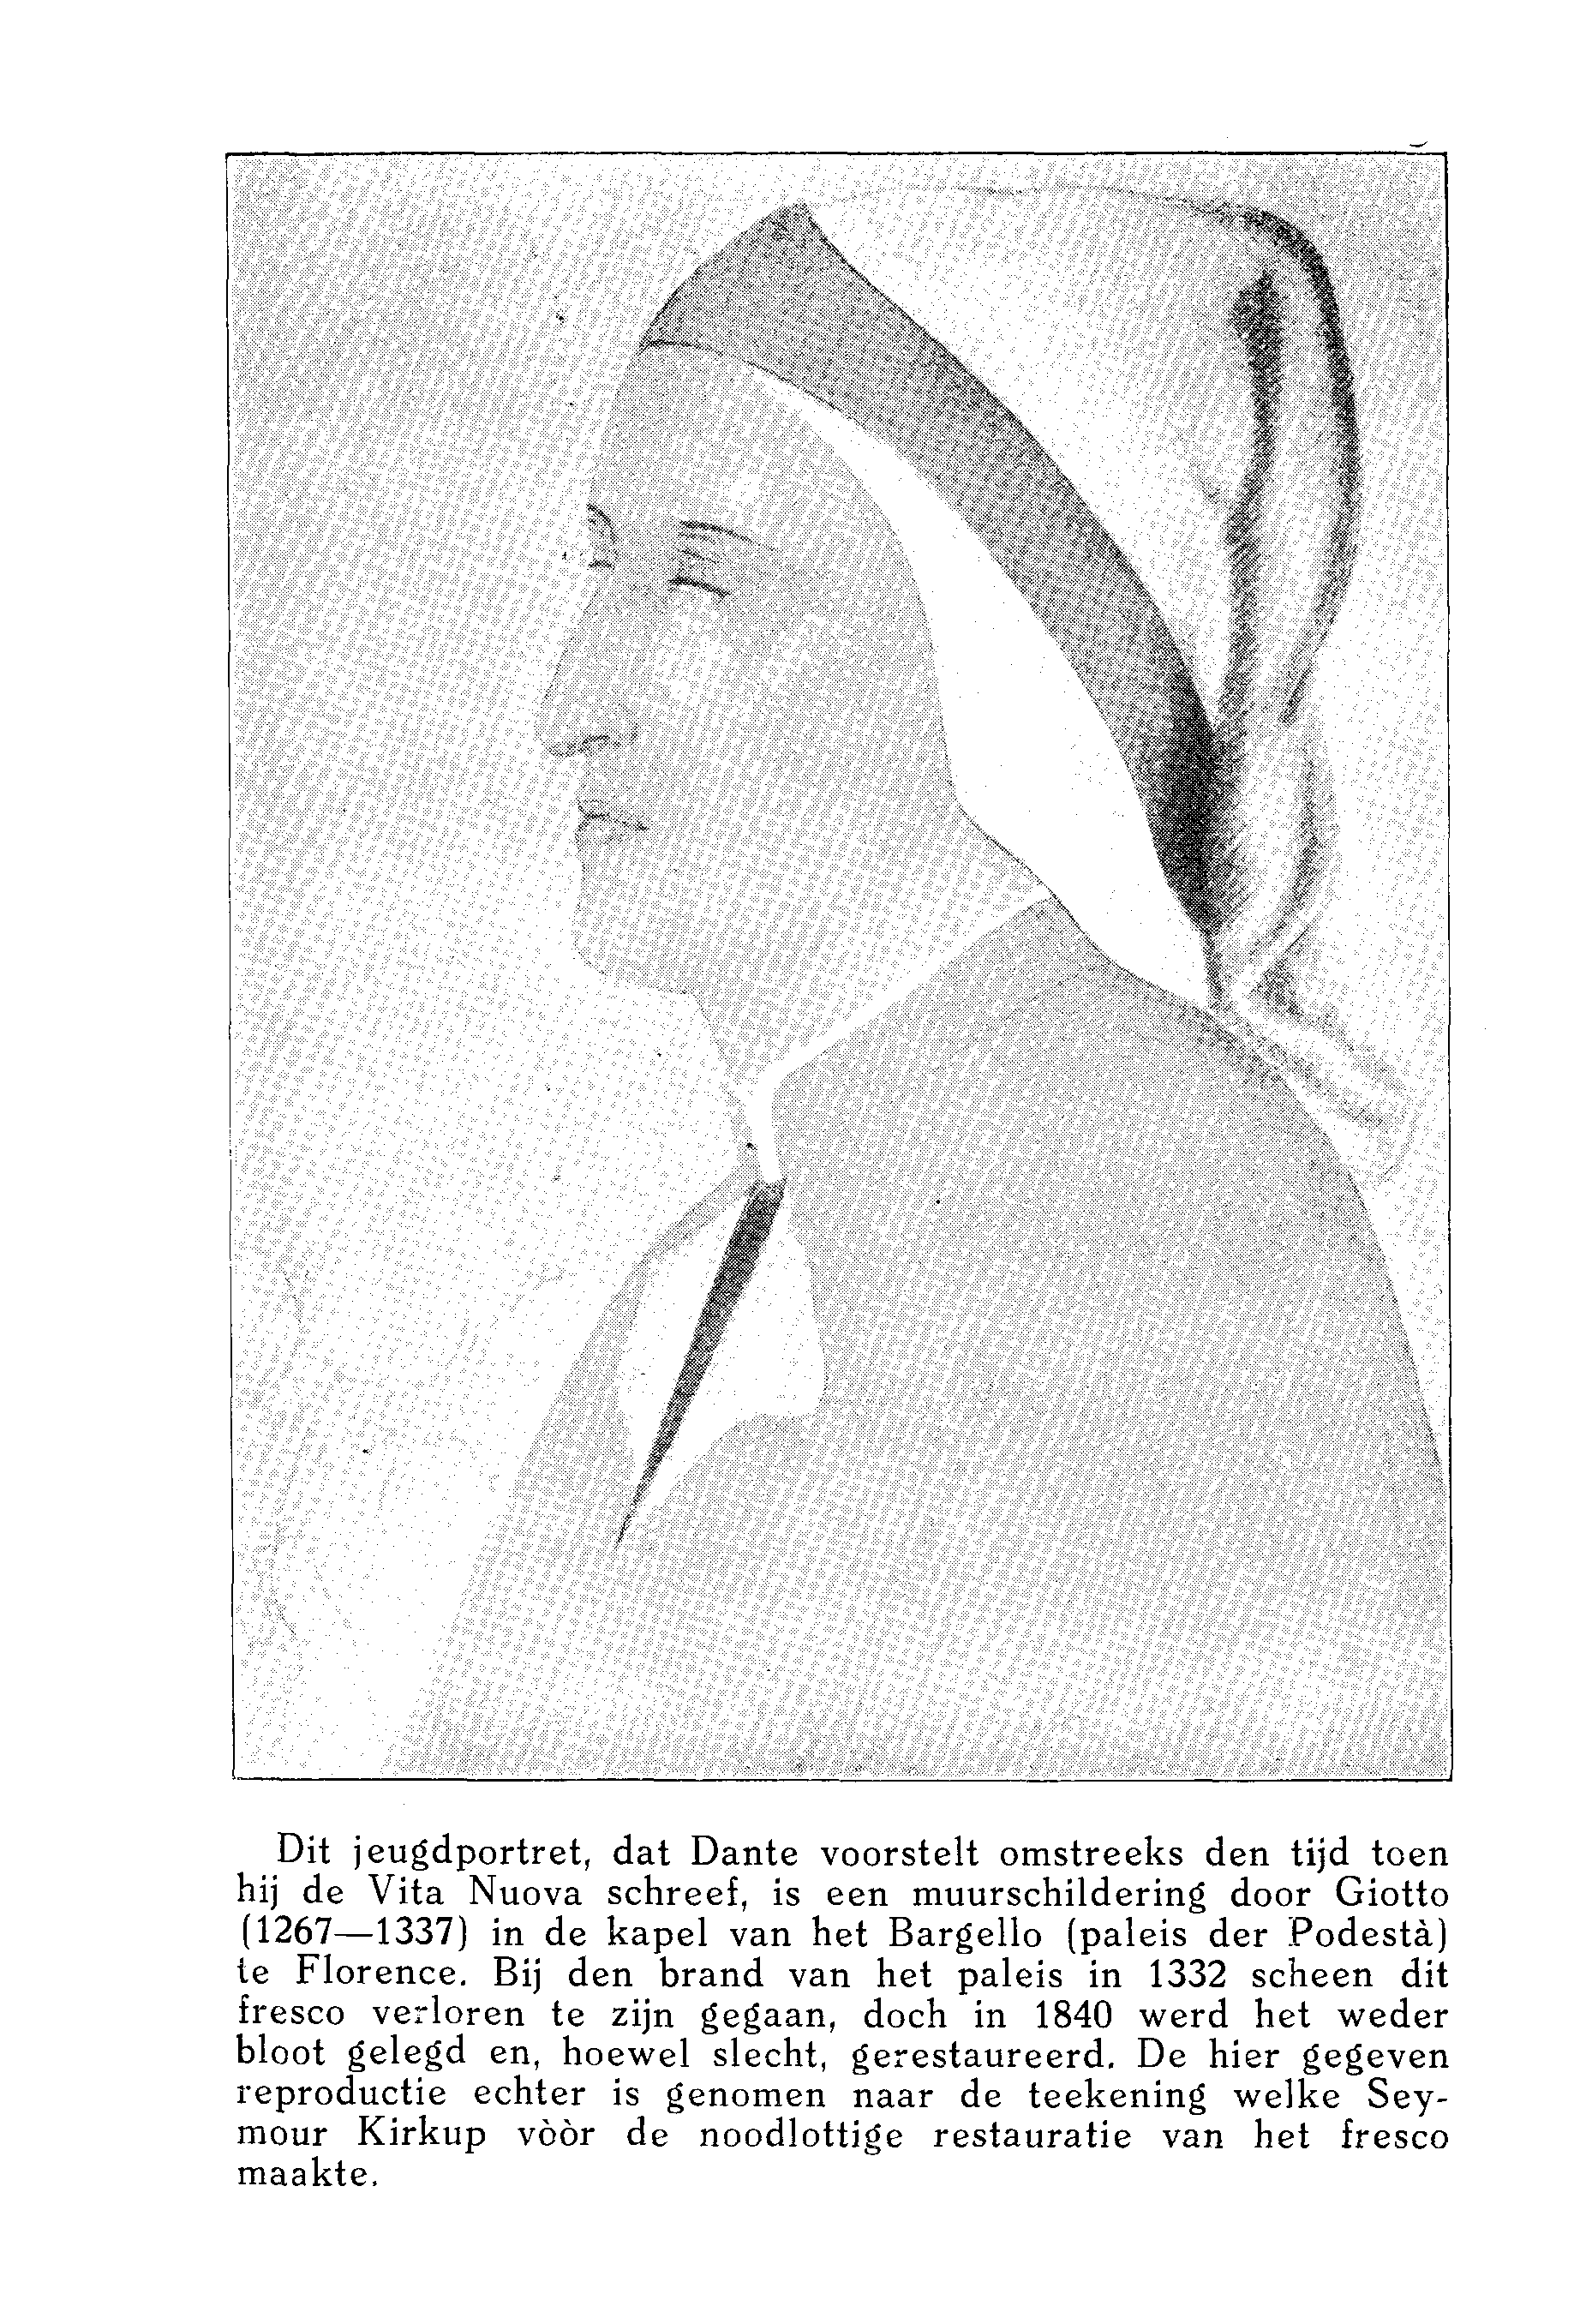 Dit jeugdportret, dat Dante voorstelt omstreeks den tijd toen
hij de Vita Nuova schreef, is een muurschildering door Giotto
(1267—1337) in de kapel van het Bargello (paleis der Podestà)
te Florence. Bij den brand van het paleis in 1332 scheen dit
fresco verloren te zijn gegaan, doch in 1840 werd het weder
bloot gelegd en, hoewel slecht, gerestaureerd. De hier gegeven
reproductie echter is genomen naar de teekening welke Sey-
mour Kirkup vòòr de noodlottige restauratie van het fresco
maakte.